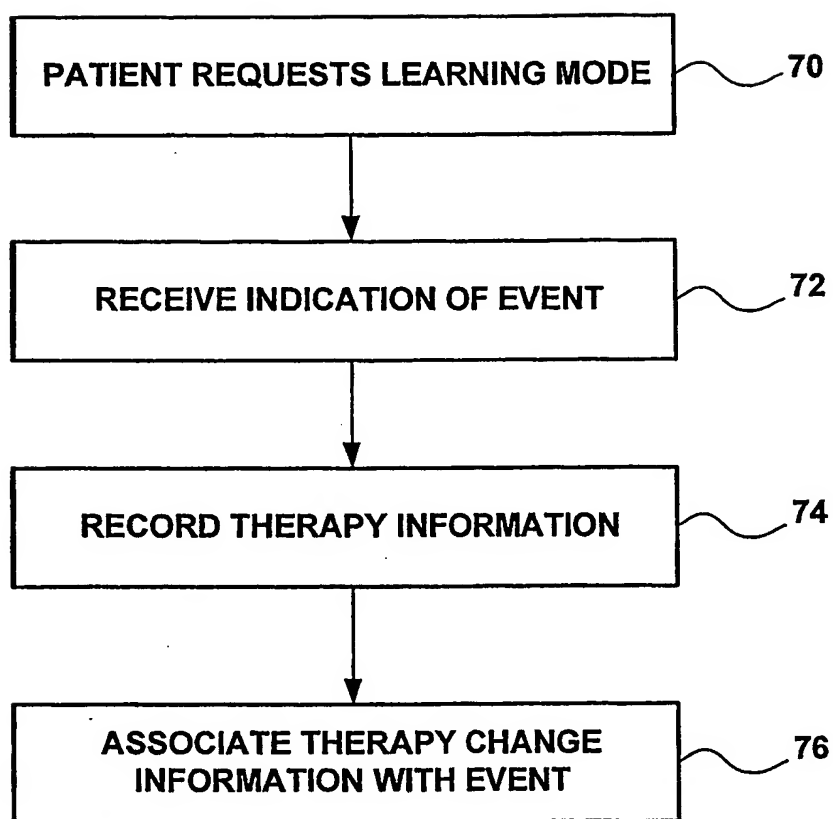 PATIENT REQUESTS LEARNING MODE
70
RECEIVE INDICATION OF EVENT
72
RECORD THERAPY INFORMATION
74
ASSOCIATE THERAPY CHANGE
INFORMATION WITH EVENT
76